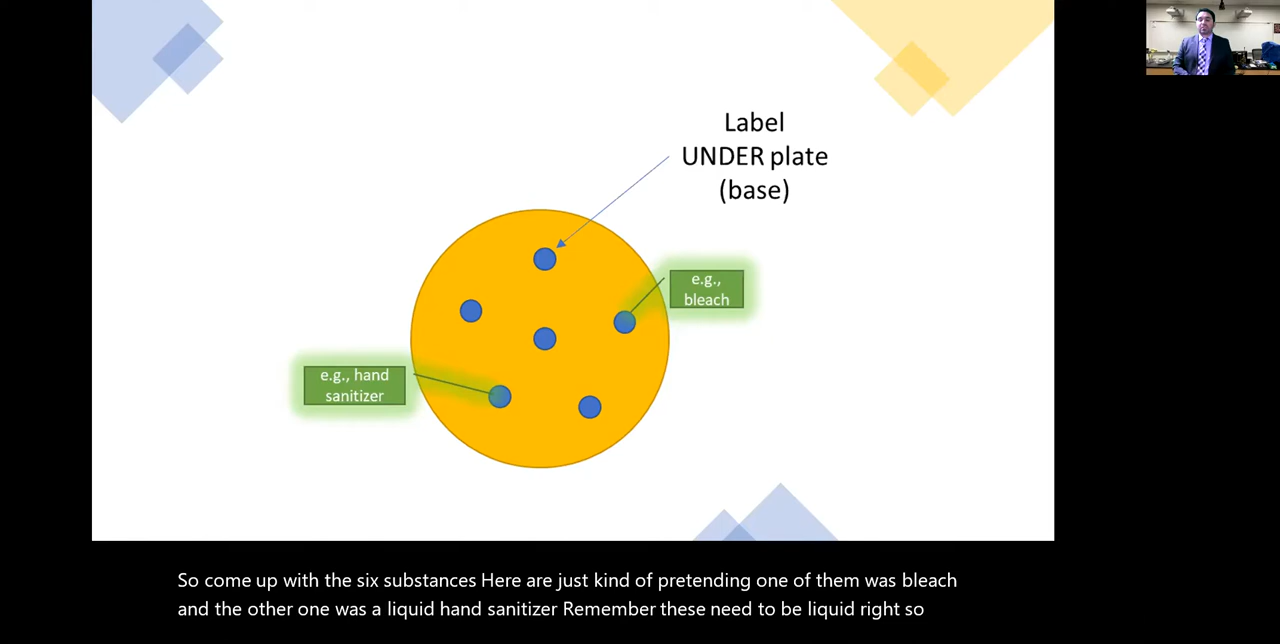 Label
UNDER plate
(base)
e.g.,
bleach
e.g., hand
sanitizer
So come up with the six substances Here are just kind of pretending one of them was bleach
and the other one was a liquid hand sanitizer Remember these need to be liquid right so